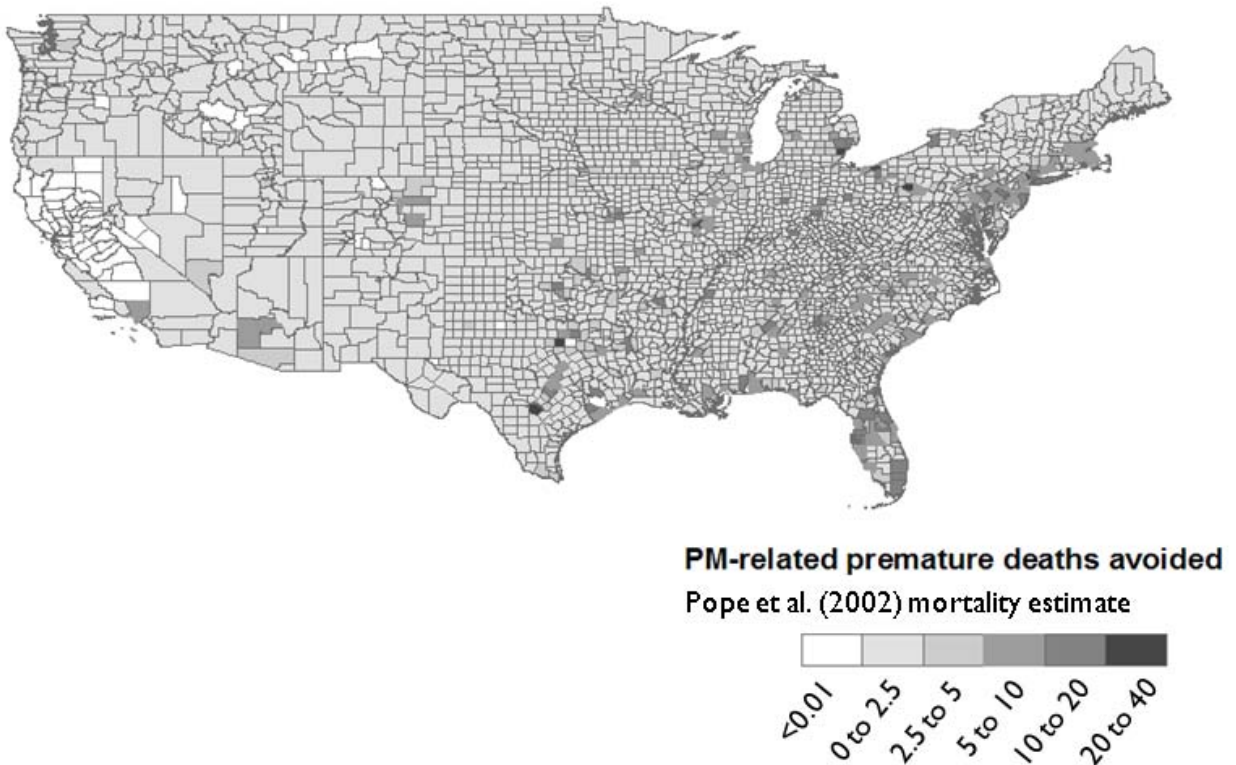 PM-related premature deaths avoided
Pope et al. (2002) mortality estimate
<0.01
0 to 2.5
2.5 to 5
5 to 10
10 to 20
20 to 40